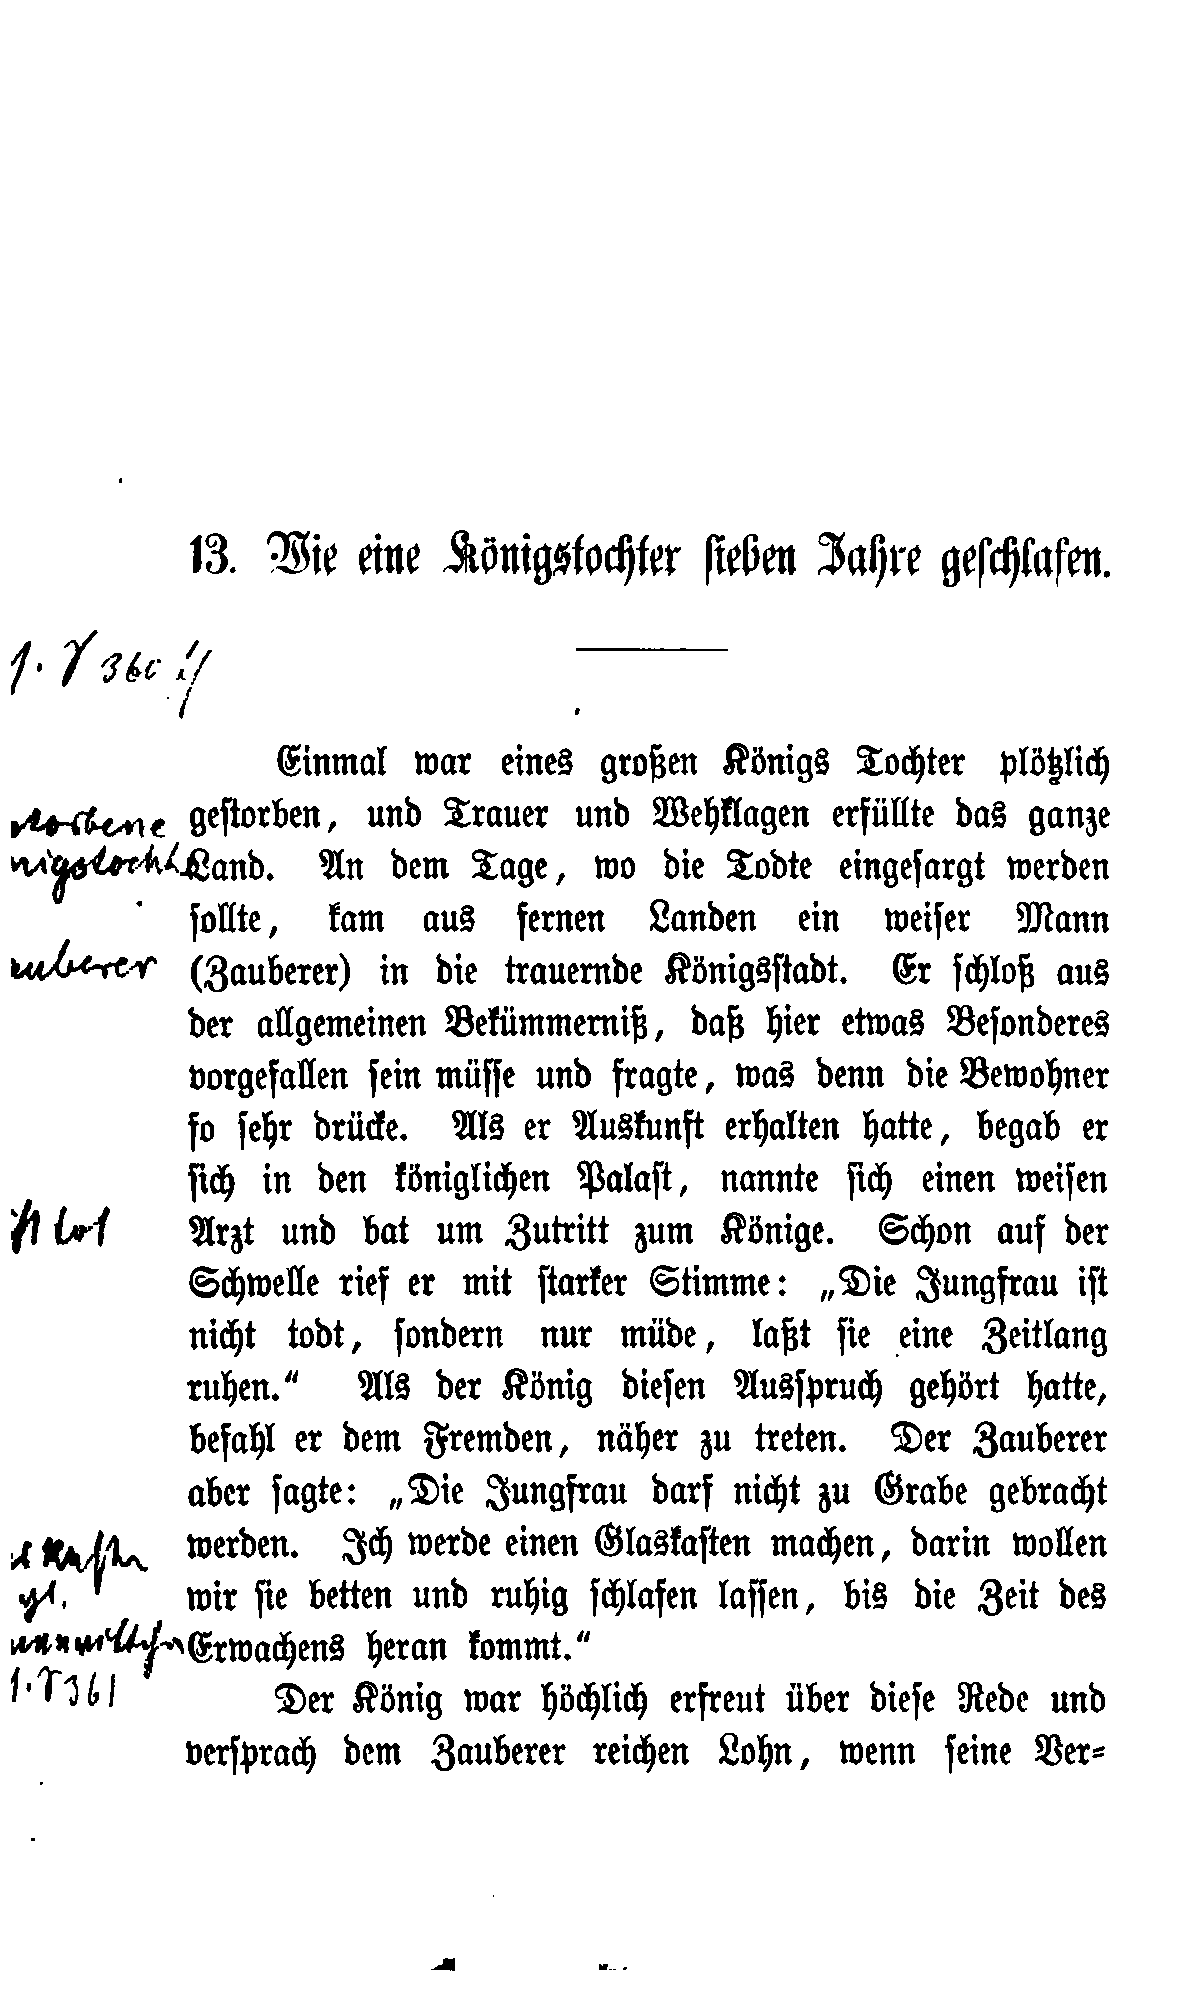 13. Wie eine Königstochter sieben Jahre geschlafen.
Einmal war eines großen Königs Tochter plötzlich
storbene
gestorben, und Trauer und Wehklagen erfüllte das ganze
nigstocht
Land. An dem Tage, wo die Todte eingesargt werden
sollte, kam aus fernen Landen ein weiser Mann
auberer
(Zauberer) in die trauernde Königsstadt. Er schloß aus
der allgemeinen Bekümmerniß, daß hier etwas Besonderes
vorgefallen sein müsse und fragte, was denn die Bewohner
so sehr drücke. Als er Auskunft erhalten hatte, begab er
sich in den königlichen Palast, nannte sich einen weisen
Arzt und bat um Zutritt zum Könige. Schon auf der
Schwelle rief er mit starker Stimme: „Die Jungfrau ist
nicht todt, sondern nur müde, laßt sie eine Zeitlang
ruhen.“ Als der König diesen Ausspruch gehört hatte,
befahl er dem Fremden, näher zu treten. Der Zauberer
aber sagte: „Die Jungfrau darf nicht zu Grabe gebracht
werden. Ich werde einen Glaskasten machen, darin wollen
wir sie betten und ruhig schlafen lassen, bis die Zeit des
Erwachens heran kommt.“
361
Der König war höchlich erfreut über diese Rede und
versprach dem Zauberer reichen Lohn, wenn seine Ver⸗